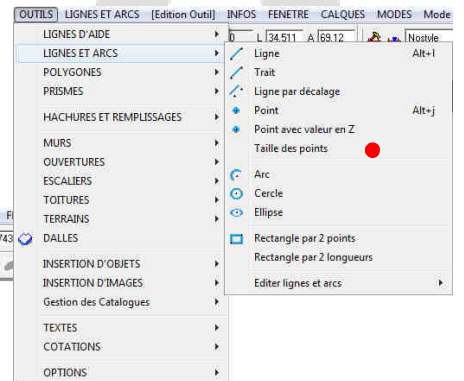 OUTILS LIGNES ET ARCS [Edition Outil] INFOS FENETRE CALQUES MODES Mode
L 34.511 A 69.12 Nostyle
LIGNES D'AIDE
LIGNES ET ARCS
POLYGONES
PRISMES
HACHURES ET REMPLISSAGES
MURS
OUVERTURES
ESCALIERS
TOITURES
TERRAINS
DALLES
INSERTION D'OBJETS
INSERTION D'IMAGES
Gestion des Catalogues
TEXTES
COTATIONS
OPTIONS
Ligne Alt+l
Trait
Ligne par décalage
Point Alt+j
Point avec valeur en Z
Taille des points
Arc
Cercle
Ellipse
Rectangle par 2 points
Rectangle par 2 longueurs
Editer lignes et arcs
743